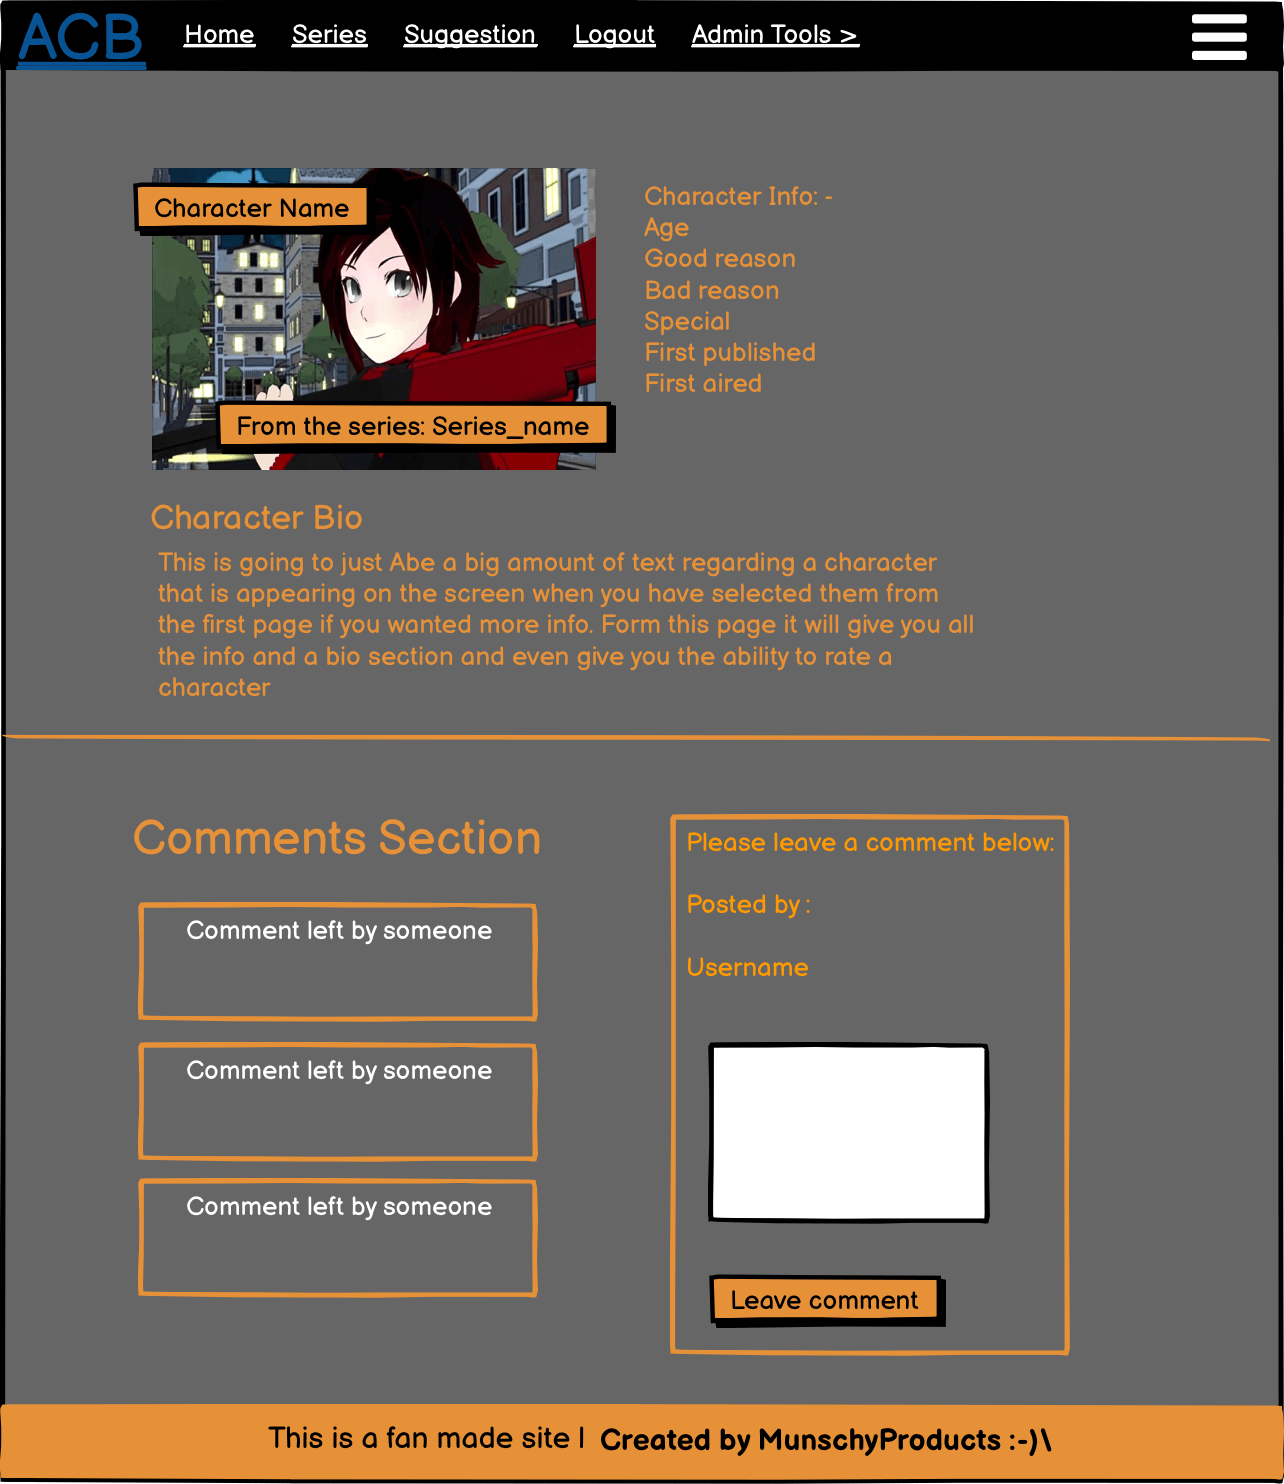 ACB Home Series Suggestion Logout Admin Tools >
Character Name
From the series: Series_name
Character Info: -
Age
Good reason
Bad reason
Special
First published
First aired
Character Bio
This is going to just Abe a big amount of text regarding a character
that is appearing on the screen when you have selected them from
the first page if you wanted more info. Form this page it will give you all
the info and a bio section and even give you the ability to rate a
character
Comments Section
Comment left by someone
Comment left by someone
Comment left by someone
Please leave a comment below:
Posted by :
Username
Leave comment
This is a fan made site | Created by MunschyProducts :-)\